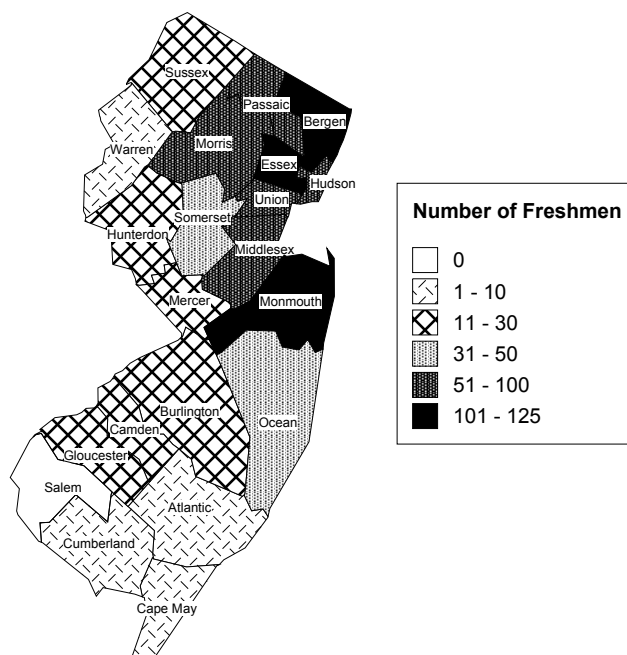 Sussex
Passaic
Bergen
Warren
Morris
Essex
Hudson
Union
Somerset
Hunterdon
Middlesex
Mercer
Monmouth
Burlington
Ocean
Camden
Gloucester
Salem
Atlantic
Cumberland
Cape May
Number of Freshmen
0
1 - 10
11 - 30
31 - 50
51 - 100
101 - 125